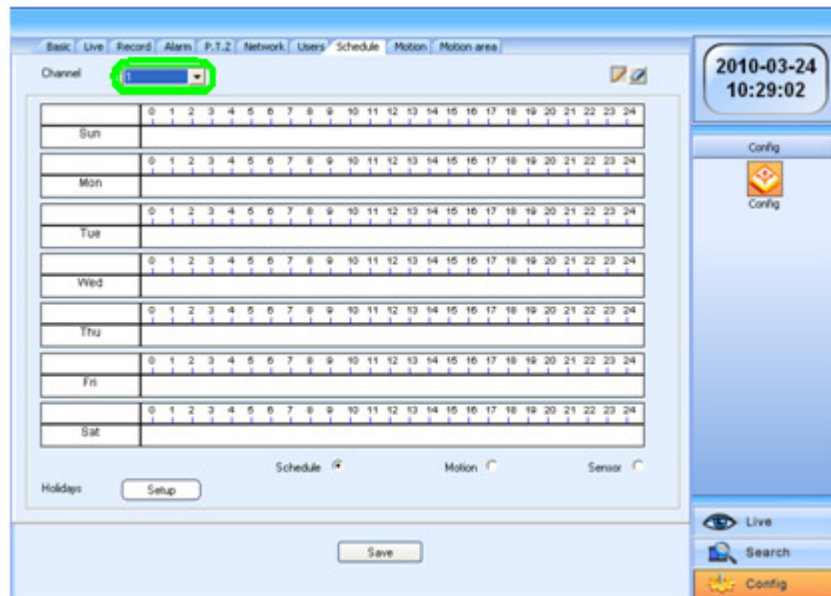 Basic Live Record Alarm P.T.Z Network Users Schedule Motion Motion area
Channel 1
2010-03-24
10:29:02
0 1 2 3 4 5 6 7 8 9 10 11 12 13 14 15 16 17 18 19 20 21 22 23 24
Sun
0 1 2 3 4 5 6 7 8 9 10 11 12 13 14 15 16 17 18 19 20 21 22 23 24
Mon
0 1 2 3 4 5 6 7 8 9 10 11 12 13 14 15 16 17 18 19 20 21 22 23 24
Tue
0 1 2 3 4 5 6 7 8 9 10 11 12 13 14 15 16 17 18 19 20 21 22 23 24
Wed
0 1 2 3 4 5 6 7 8 9 10 11 12 13 14 15 16 17 18 19 20 21 22 23 24
Thu
0 1 2 3 4 5 6 7 8 9 10 11 12 13 14 15 16 17 18 19 20 21 22 23 24
Fri
0 1 2 3 4 5 6 7 8 9 10 11 12 13 14 15 16 17 18 19 20 21 22 23 24
Sat
Schedule Motion Sensor
Holidays Setup
Save
Config
Config
Live
Search
Config